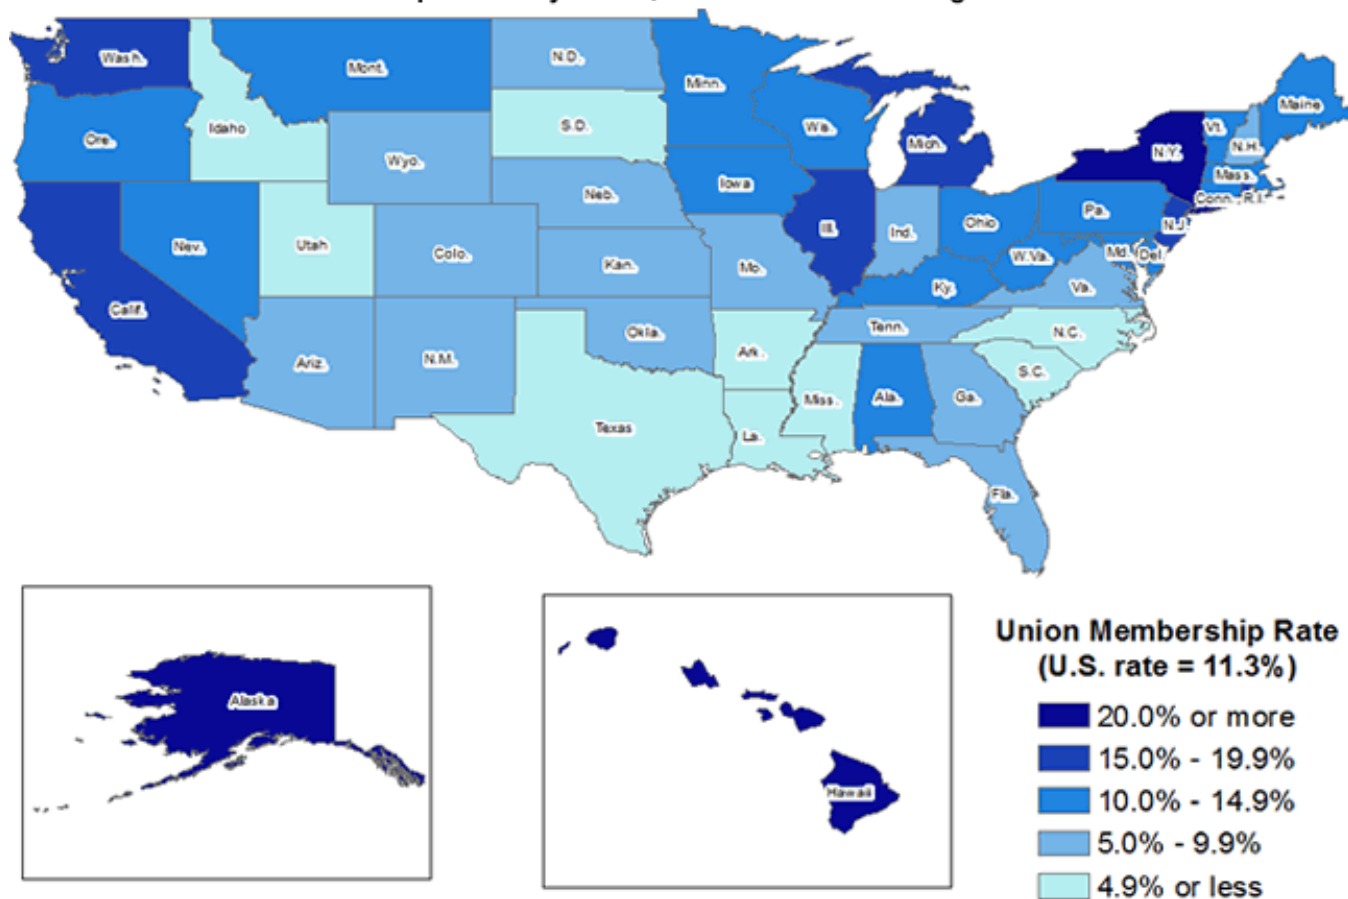 Wash.
Mont.
N.D.
Minn.
Ore.
Idaho
S.D.
Wis.
Mich.
Maine
Vt.
N.H.
N.Y.
Mass.
Conn.
R.I.
Wyo.
Iowa
Neb.
Pa.
N.J.
Nev.
Utah
Colo.
Kan.
Mo.
Ill.
Ind.
Ohio
W.Va.
Md.
Del.
Va.
Ky.
Calif.
Ariz.
N.M.
Okla.
Ark.
Tenn.
N.C.
S.C.
Texas
La.
Miss.
Ala.
Ga.
Fla.
Alaska
Hawaii
Union Membership Rate
(U.S. rate = 11.3%)
20.0% or more
15.0% - 19.9%
10.0% - 14.9%
5.0% - 9.9%
4.9% or less